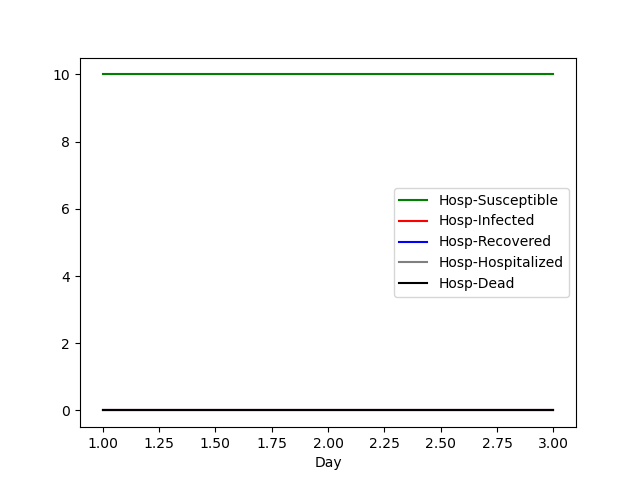 10
8
6
4
2
0
Hosp-Susceptible
Hosp-Infected
Hosp-Recovered
Hosp-Hospitalized
Hosp-Dead
1.00 1.25 1.50 1.75 2.00 2.25 2.50 2.75 3.00
Day